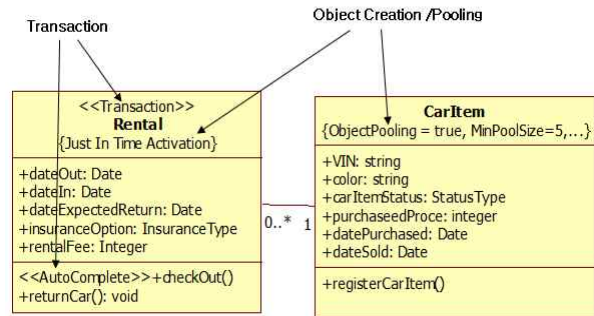 Transaction
Object Creation /Pooling
<<Transaction>>
Rental
{Just In Time Activation}
+dateOut: Date
+dateIn: Date
+dateExpectedReturn: Date
+insuranceOption: InsuranceType
+rentalFee: Integer
<<AutoComplete>>+checkOut()
+returnCar(): void
0..* 1
CarItem
{ObjectPooling = true, MinPoolSize=5,...}
+VIN: string
+color: string
+carItemStatus: StatusType
+purchaseedProce: integer
+datePurchased: Date
+dateSold: Date
+registerCarItem()